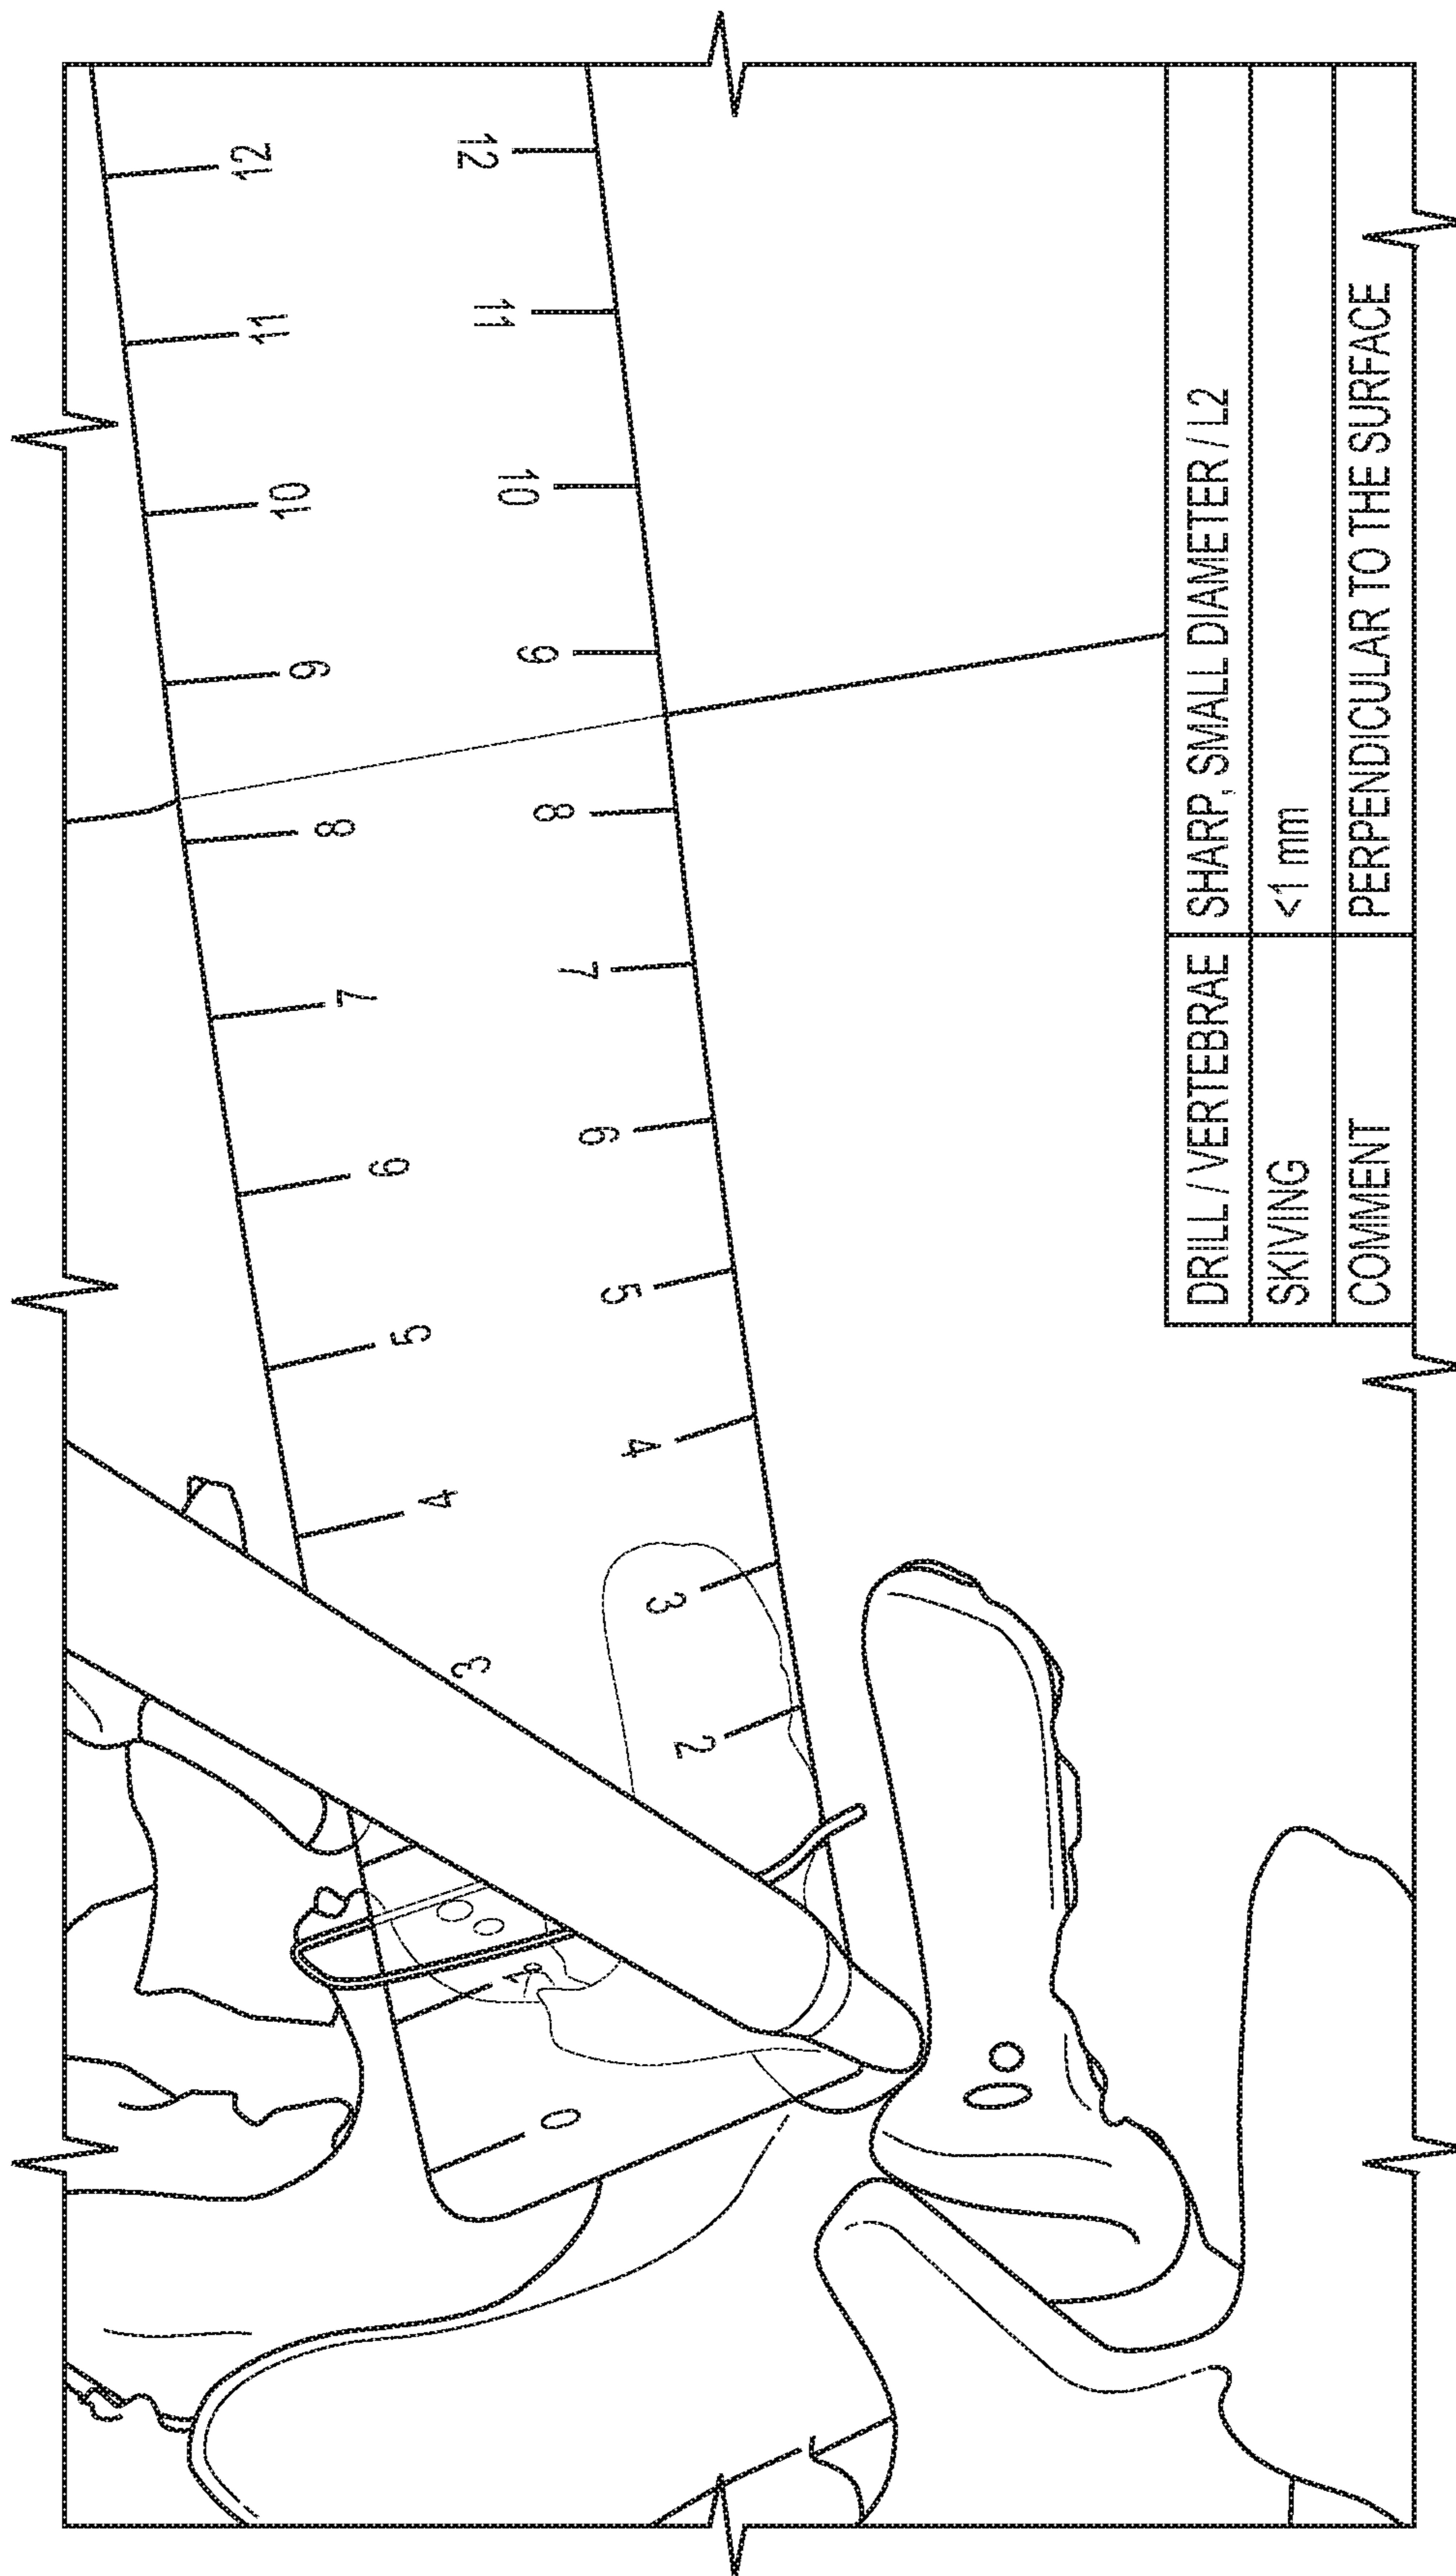 12 11 10 9 8 7 6 5 4 3 1 0
12 11 10 9 8 7 6 5 4 3 2
DRILL / VERTEBRAE SHARP, SMALL DIAMETER / L2
SKIVING <1 mm
COMMENT PERPENDICULAR TO THE SURFACE